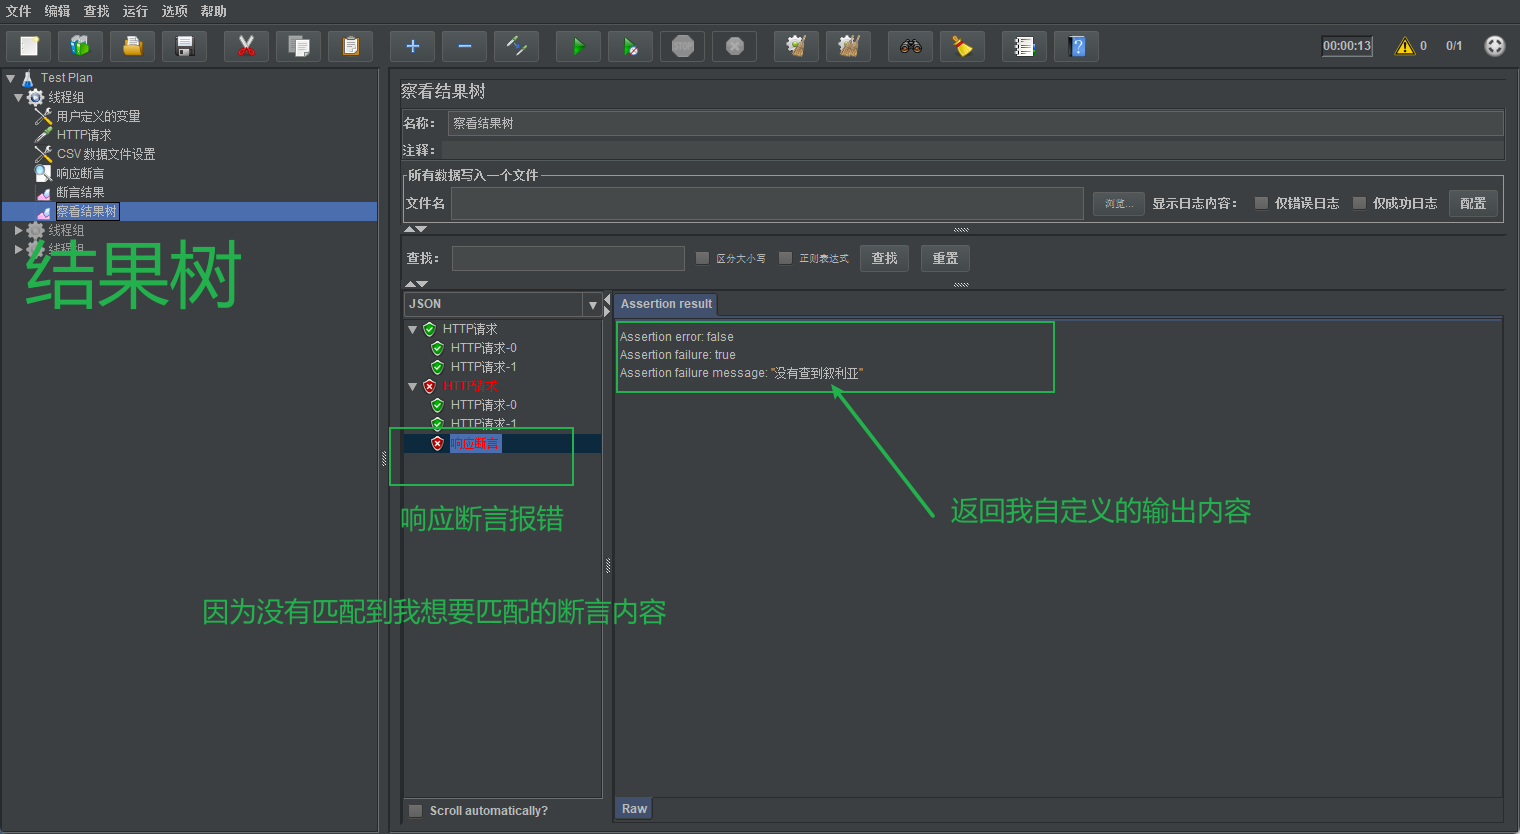 文件 编辑 查找 运行 选项 帮助
STOP
00:00:13 0 0/1
Test Plan
线程组
用户定义的变量
HTTP请求
CSV 数据文件设置
响应断言
断言结果
察看结果树
线程组
线程组
结果树
察看结果树
名称： 察看结果树
注释：
所有数据写入一个文件
文件名 浏览... 显示日志内容： 仅错误日志 仅成功日志 配置
查找： 区分大小写 正则表达式 查找 重置
JSON
HTTP请求
HTTP请求-0
HTTP请求-1
HTTP请求
HTTP请求-0
HTTP请求-1
响应断言
响应断言报错
因为没有匹配到我想要匹配的断言内容
Scroll automatically?
Assertion result
Assertion error: false
Assertion failure: true
Assertion failure message: "没有查到叙利亚"
返回我自定义的输出内容
Raw